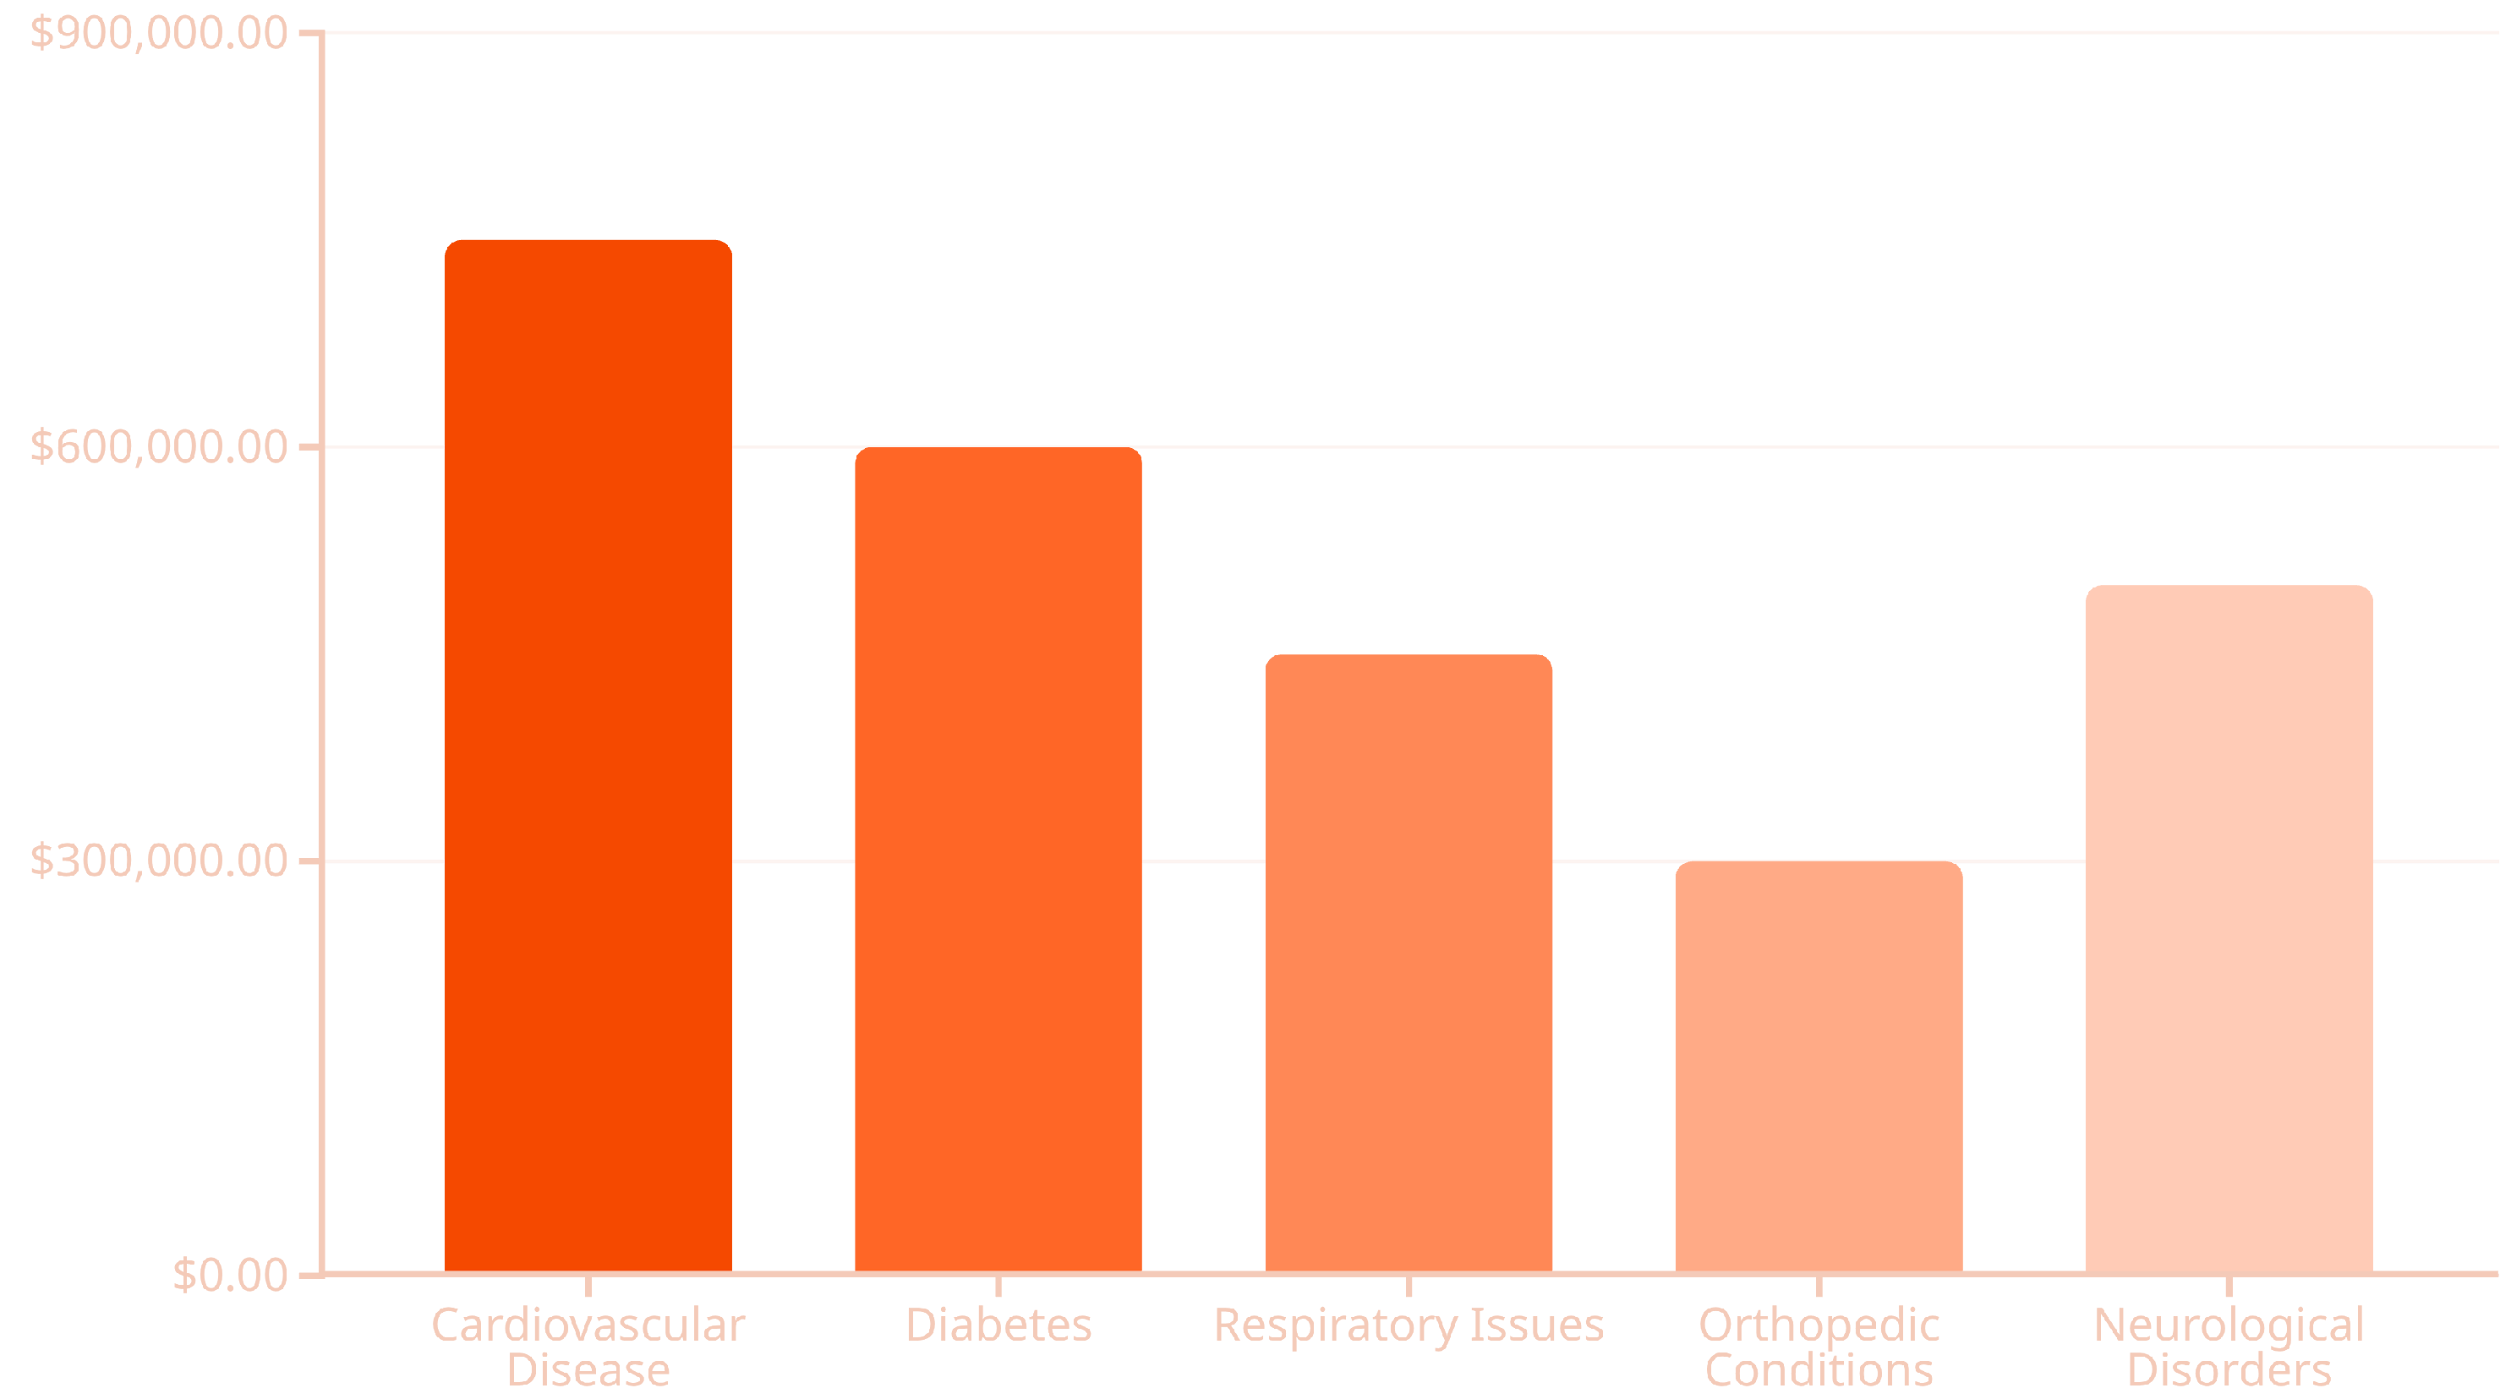 $900,000.00
$600,000.00
$300,000.00
$0.00
Cardiovascular
Disease
Diabetes
Respiratory Issues
Orthopedic
Conditions
Neurological
Disorders